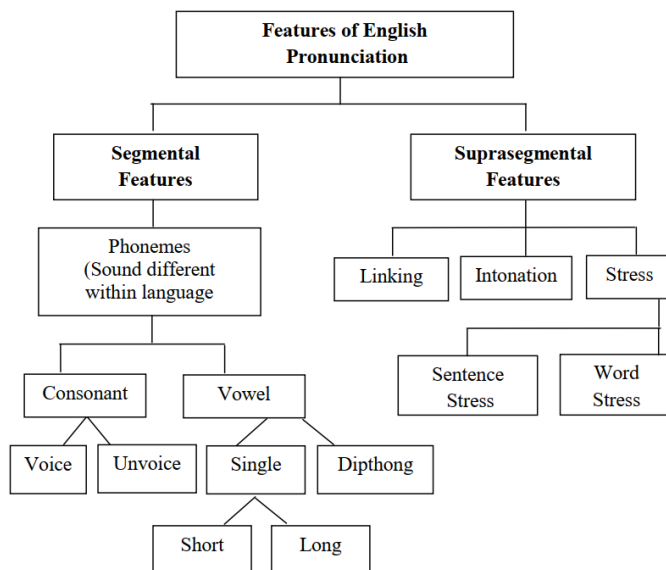 Features of English
Pronunciation
Segmental
Features
Suprasegmental
Features
Phonemes
(Sound different
within language
Linking
Intonation
Stress
Sentence
Stress
Word
Stress
Consonant
Vowel
Voice
Unvoice
Single
Dipthong
Short
Long